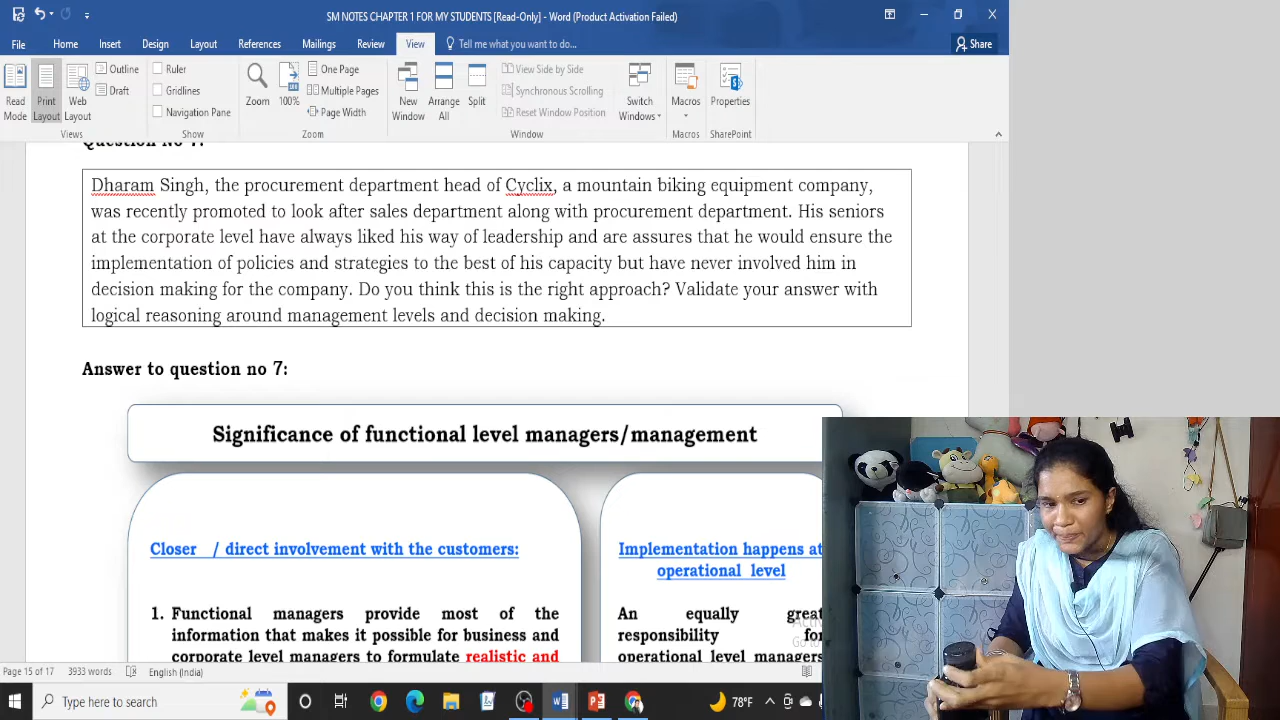 SM NOTES CHAPTER 1 FOR MY STUDENTS [Read-Only] - Word (Product Activation Failed)
File Home Insert Design Layout References Mailings Review View Tell me what you want to do... Share
Read Mode
Print Layout
Web Layout
Outline
Draft
Views
Ruler
Gridlines
Navigation Pane
Show
Zoom
100%
One Page
Multiple Pages
Page Width
Zoom
New Window
Arrange All
Split
View Side by Side
Synchronous Scrolling
Reset Window Position
Window
Switch Windows
Macros
Macros
Properties
SharePoint
Question No 7:
Dharam Singh, the procurement department head of Cyclix, a mountain biking equipment company,
was recently promoted to look after sales department along with procurement department. His seniors
at the corporate level have always liked his way of leadership and are assures that he would ensure the
implementation of policies and strategies to the best of his capacity but have never involved him in
decision making for the company. Do you think this is the right approach? Validate your answer with
logical reasoning around management levels and decision making.
Answer to question no 7:
Significance of functional level managers/management
Closer / direct involvement with the customers:
1. Functional managers provide most of the
information that makes it possible for business and
corporate level managers to formulate realistic and
Implementation happens at
operational level
An equally great
responsibility for
operational level managers
Page 15 of 17 3933 words English (India)
Type here to search
78°F